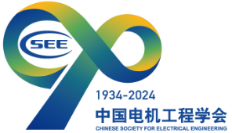 CSEE
1934-2024
中国电机工程学会
CHINESE SOCIETY FOR ELECTRICAL ENGINEERING